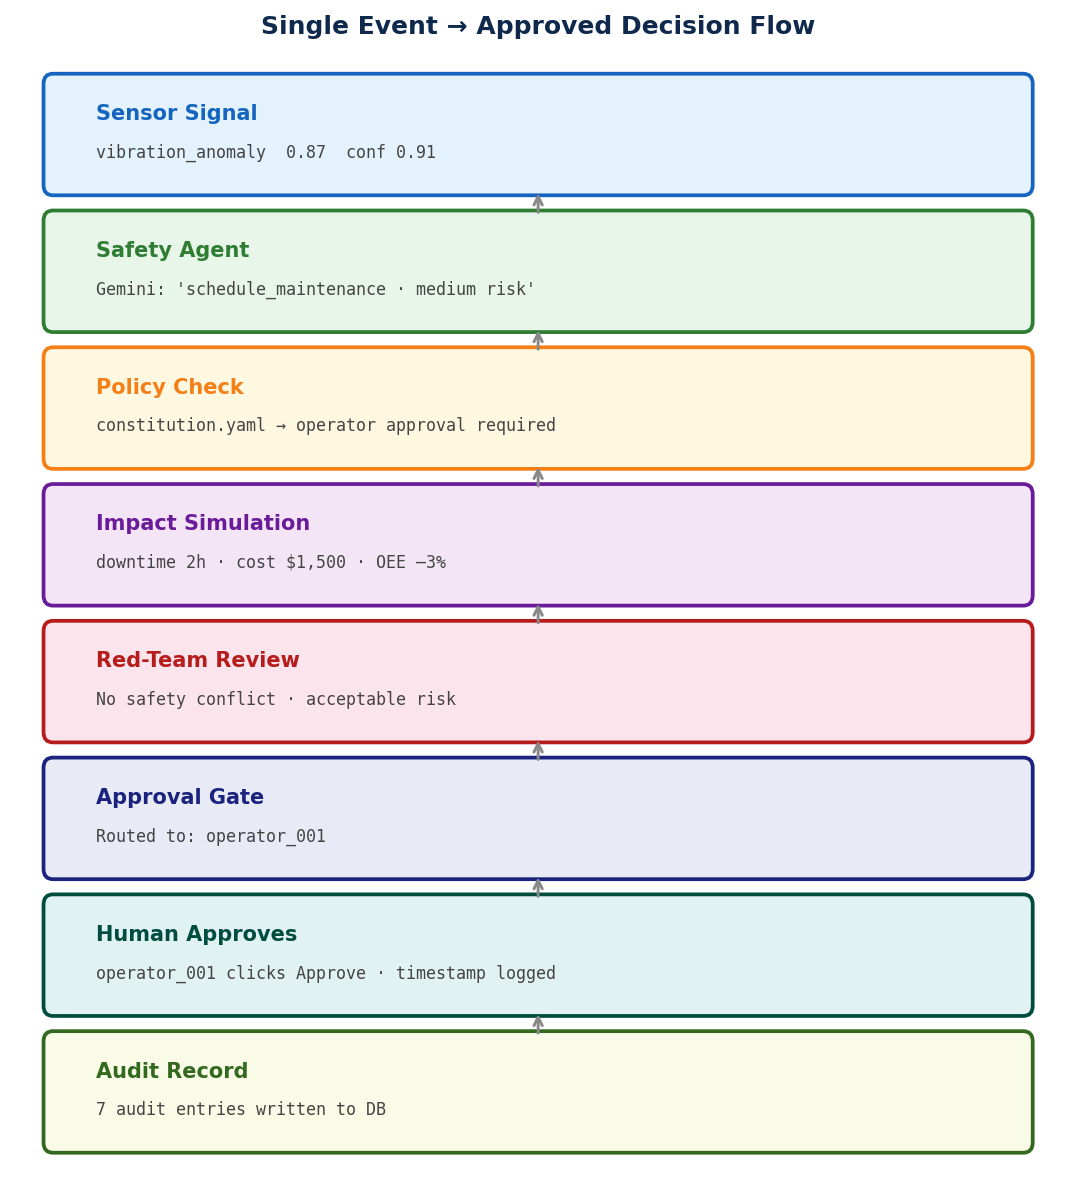 Single Event → Approved Decision Flow
Sensor Signal
vibration_anomaly  0.87  conf 0.91
Safety Agent
Gemini: 'schedule_maintenance · medium risk'
Policy Check
constitution.yaml → operator approval required
Impact Simulation
downtime 2h · cost $1,500 · OEE −3%
Red-Team Review
No safety conflict · acceptable risk
Approval Gate
Routed to: operator_001
Human Approves
operator_001 clicks Approve · timestamp logged
Audit Record
7 audit entries written to DB